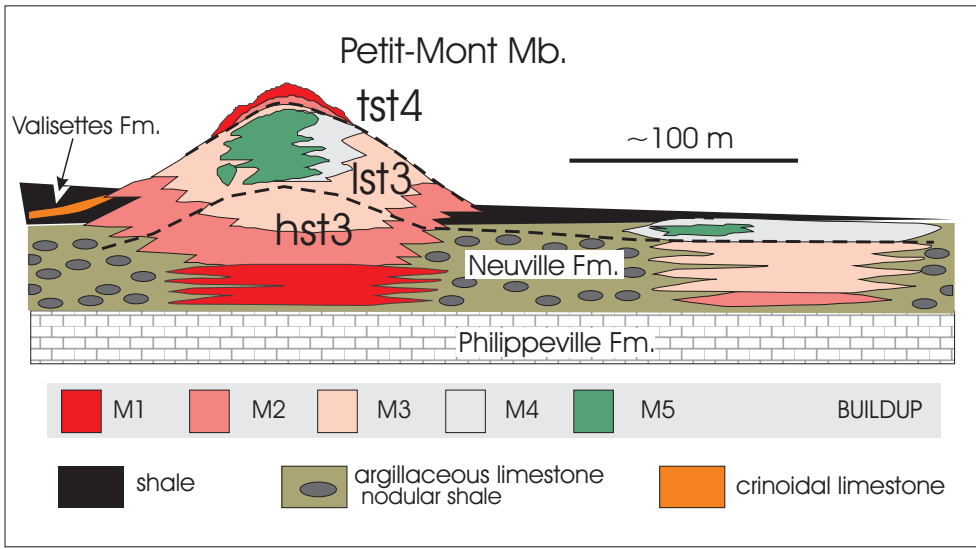 Petit-Mont Mb.
tst4
Valisettes Fm.
~100 m
lst3
hst3
Neuville Fm.
Philippeville Fm.
M1 M2 M3 M4 M5 BUILDUP
shale
argillaceous limestone
nodular shale
crinoidal limestone